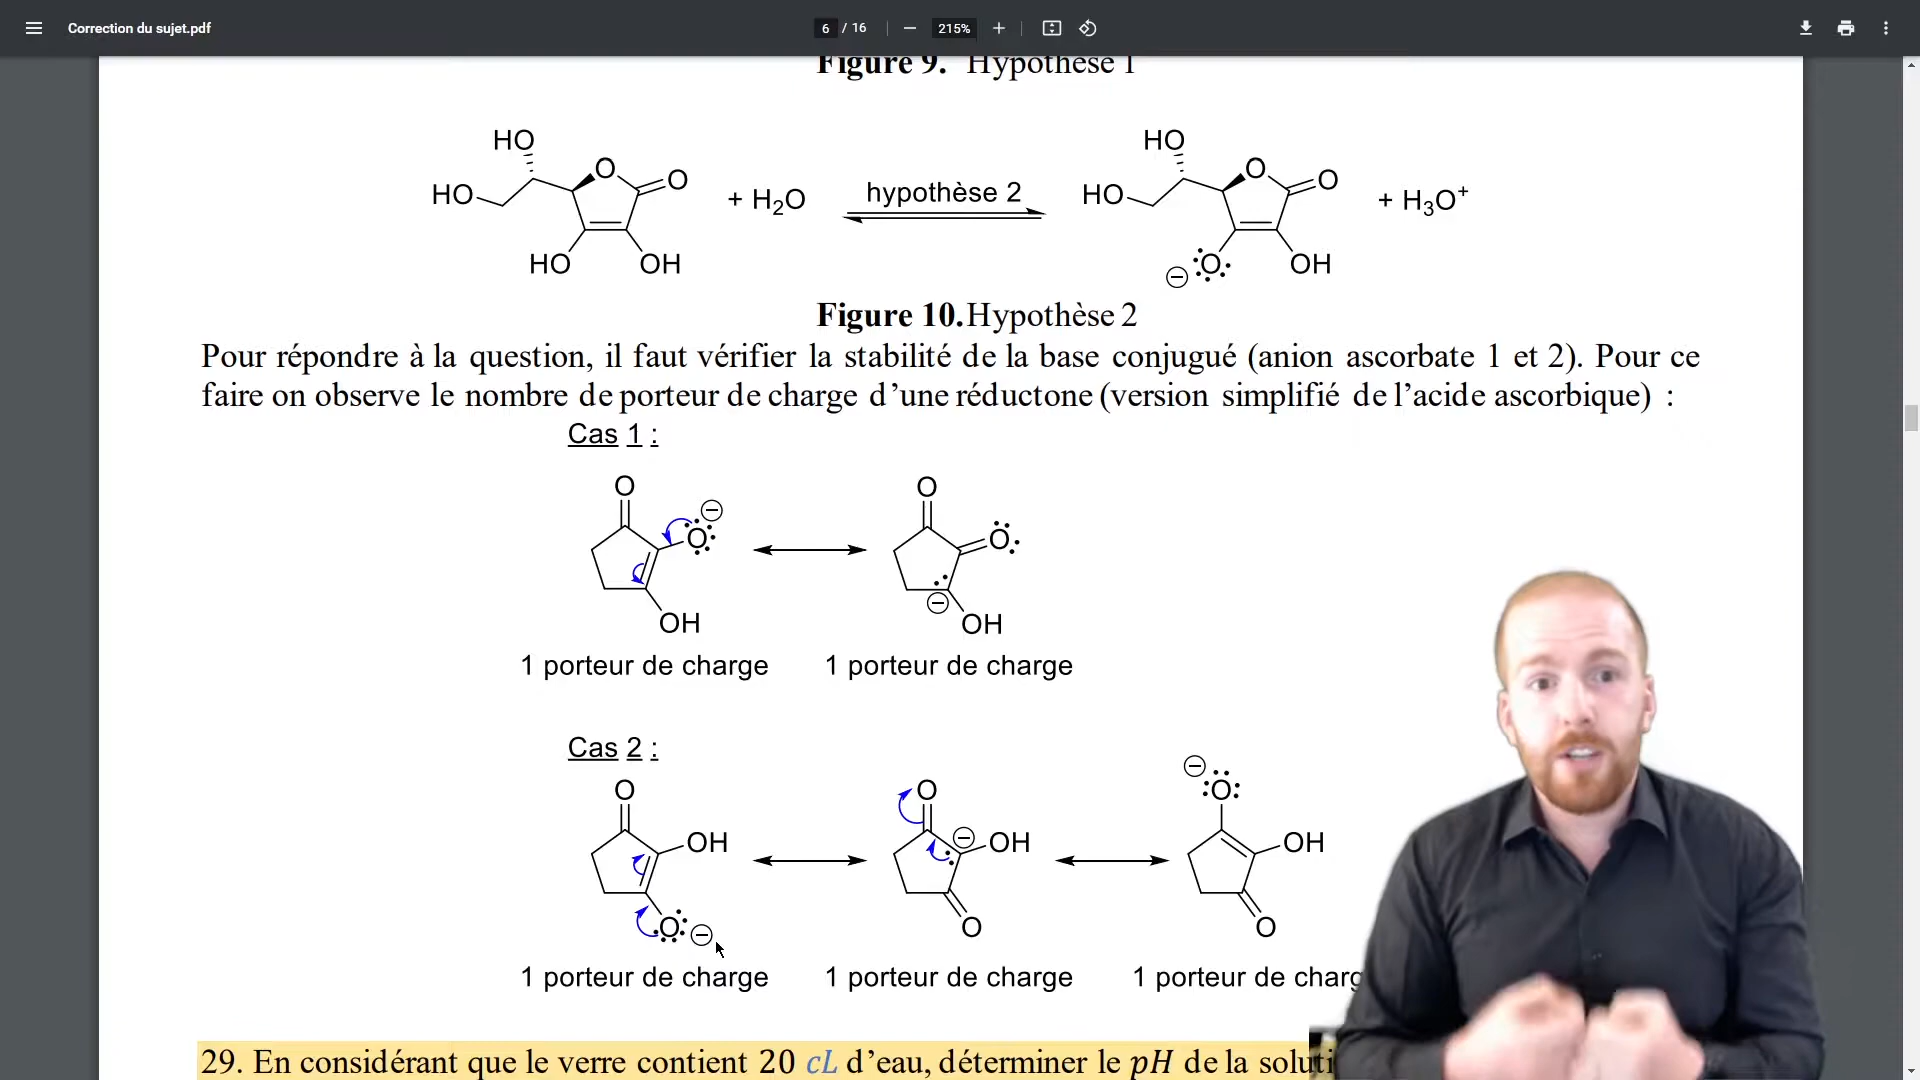 Correction du sujet.pdf
6 / 16
215%
Figure 9. Hypothèse 1
HO
HO
O
O
HO
OH
+ H₂O
hypothèse 2
HO
HO
O
O
O
OH
+ H₃O⁺
Figure 10.Hypothèse 2
Pour répondre à la question, il faut vérifier la stabilité de la base conjugué (anion ascorbate 1 et 2). Pour ce
faire on observe le nombre de porteur de charge d’une réductone (version simplifié de l’acide ascorbique) :
Cas 1 :
O
O
OH
O
O
OH
1 porteur de charge
1 porteur de charge
Cas 2 :
O
OH
O
O
OH
O
O
OH
O
1 porteur de charge
1 porteur de charge
1 porteur de charg
29. En considérant que le verre contient 20 cL d’eau, déterminer le pH de la soluti